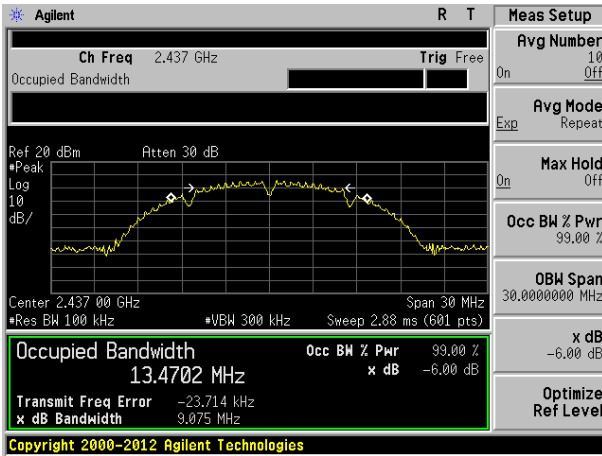 Agilent R T
Ch Freq 2.437 GHz Trig Free
Occupied Bandwidth
Ref 20 dBm Atten 30 dB
#Peak
Log
10
dB/
Center 2.437 00 GHz Span 30 MHz
#Res BW 100 kHz #VBW 300 kHz Sweep 2.88 ms (601 pts)
Occupied Bandwidth Occ BW % Pwr 99.00 %
13.4702 MHz x dB -6.00 dB
Transmit Freq Error -23.714 kHz
x dB Bandwidth 9.075 MHz
Copyright 2000-2012 Agilent Technologies
Meas Setup
Avg Number
10
On Off
Avg Mode
Exp Repeat
Max Hold
On Off
Occ BW % Pwr
99.00 %
OBW Span
30.0000000 MHz
x dB
-6.00 dB
Optimize
Ref Level